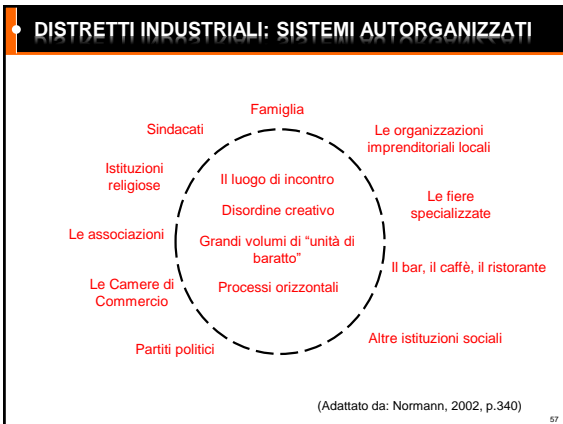 DISTRETTI INDUSTRIALI: SISTEMI AUTORGANIZZATI
Famiglia
Sindacati
Le organizzazioni
imprenditoriali locali
Istituzioni
religiose
Il luogo di incontro
Le fiere
specializzate
Disordine creativo
Le associazioni
Grandi volumi di “unità di
baratto”
Il bar, il caffè, il ristorante
Le Camere di
Commercio
Processi orizzontali
Altre istituzioni sociali
Partiti politici
(Adattato da: Normann, 2002, p.340)
57